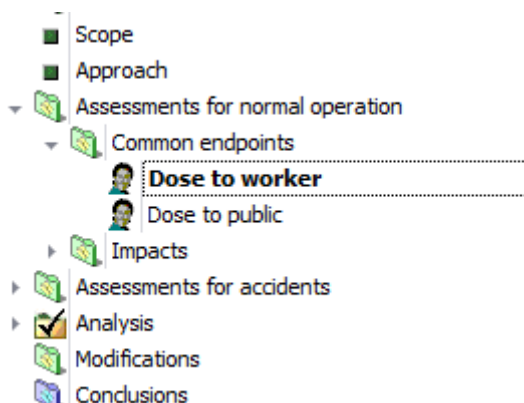 Scope
Approach
Assessments for normal operation
Common endpoints
Dose to worker
Dose to public
Impacts
Assessments for accidents
Analysis
Modifications
Conclusions